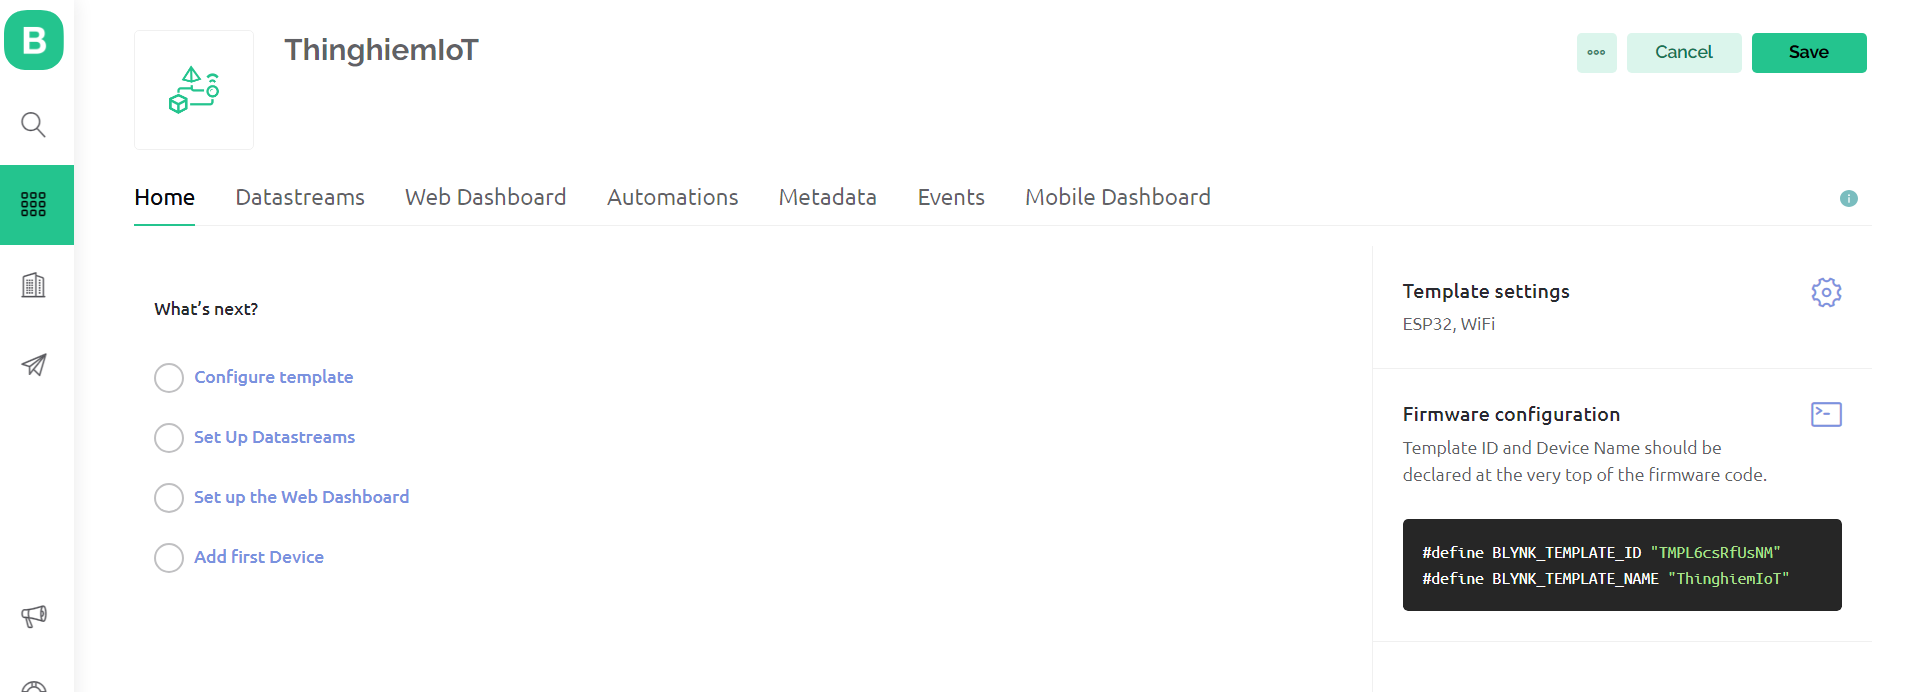 B
ThinghiemIoT
Cancel
Save
Home Datastreams Web Dashboard Automations Metadata Events Mobile Dashboard
What's next?
Configure template
Set Up Datastreams
Set up the Web Dashboard
Add first Device
Template settings
ESP32, WiFi
Firmware configuration
Template ID and Device Name should be
declared at the very top of the firmware code.
#define BLYNK_TEMPLATE_ID "TMPL6csRfUsNM"
#define BLYNK_TEMPLATE_NAME "ThinghiemIoT"